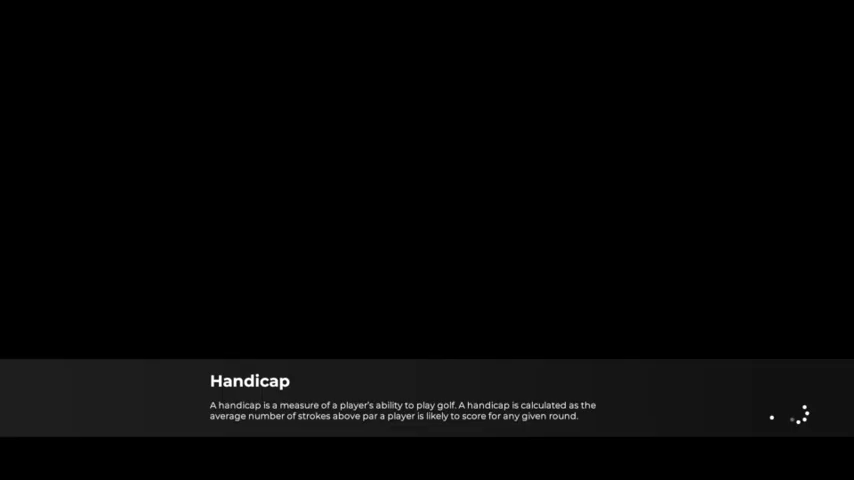 Handicap
A handicap is a measure of a player's ability to play golf. A handicap is calculated as the
average number of strokes above par a player is likely to score for any given round.